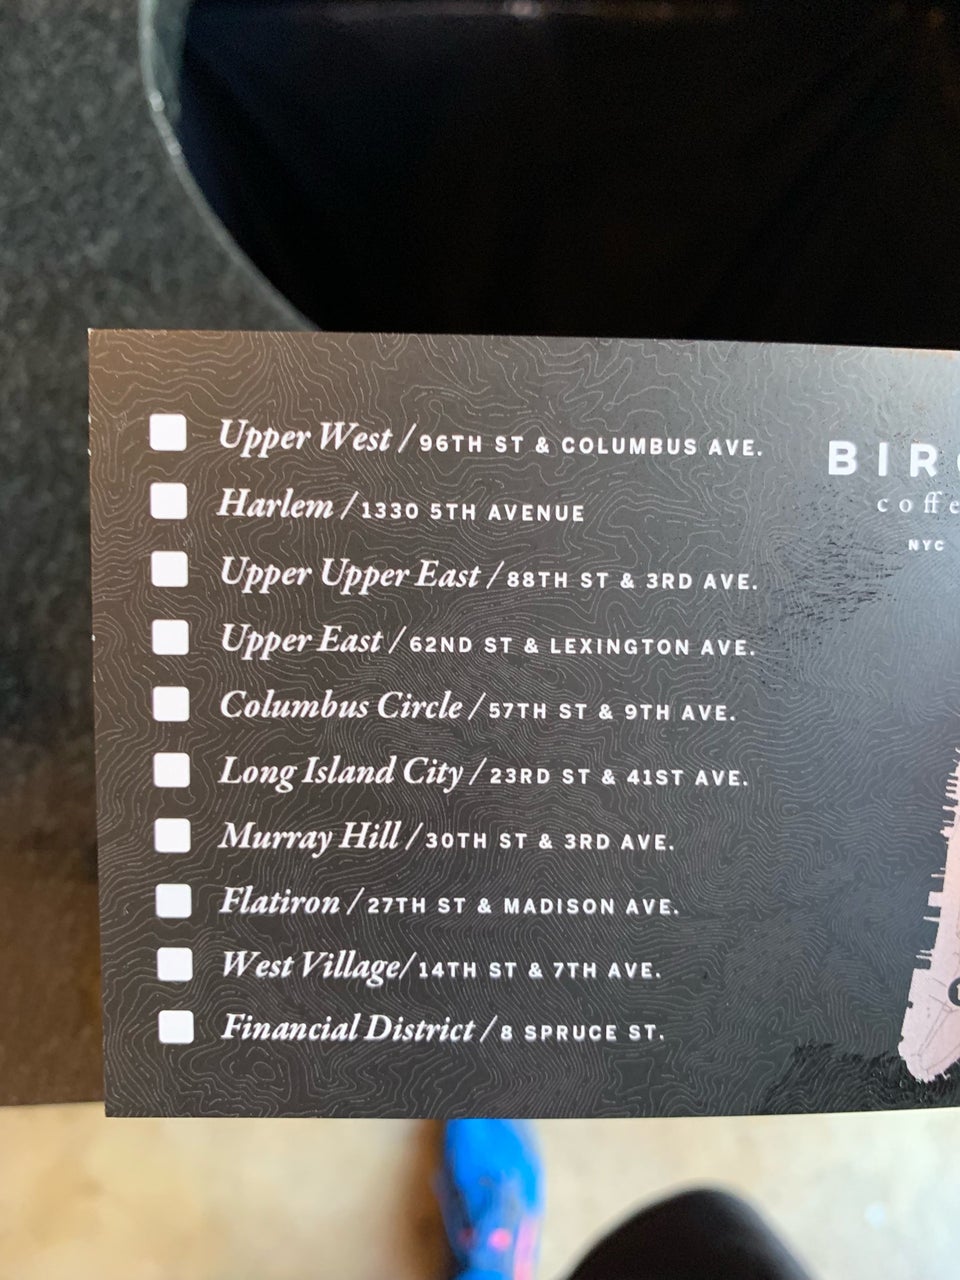 Upper West / 96TH ST & COLUMBUS AVE.
Harlem / 1330 5TH AVENUE
Upper Upper East / 88TH ST & 3RD AVE.
Upper East / 62ND ST & LEXINGTON AVE.
Columbus Circle / 57TH ST & 9TH AVE.
Long Island City / 23RD ST & 41ST AVE.
Murray Hill / 30TH ST & 3RD AVE.
Flatiron / 27TH ST & MADISON AVE.
West Village/ 14TH ST & 7TH AVE.
Financial District / 8 SPRUCE ST.
BIRC
coffe
NYC